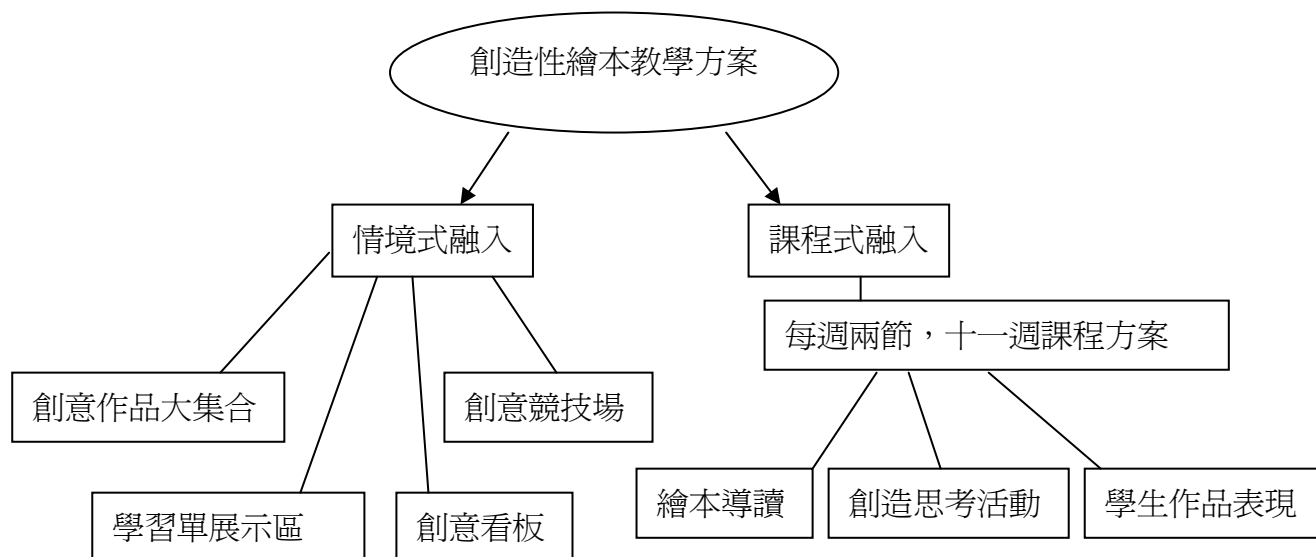 創造性繪本教學方案
情境式融入
課程式融入
每週兩節，十一週課程方案
創意作品大集合
創意競技場
繪本導讀
創造思考活動
學生作品表現
學習單展示區
創意看板